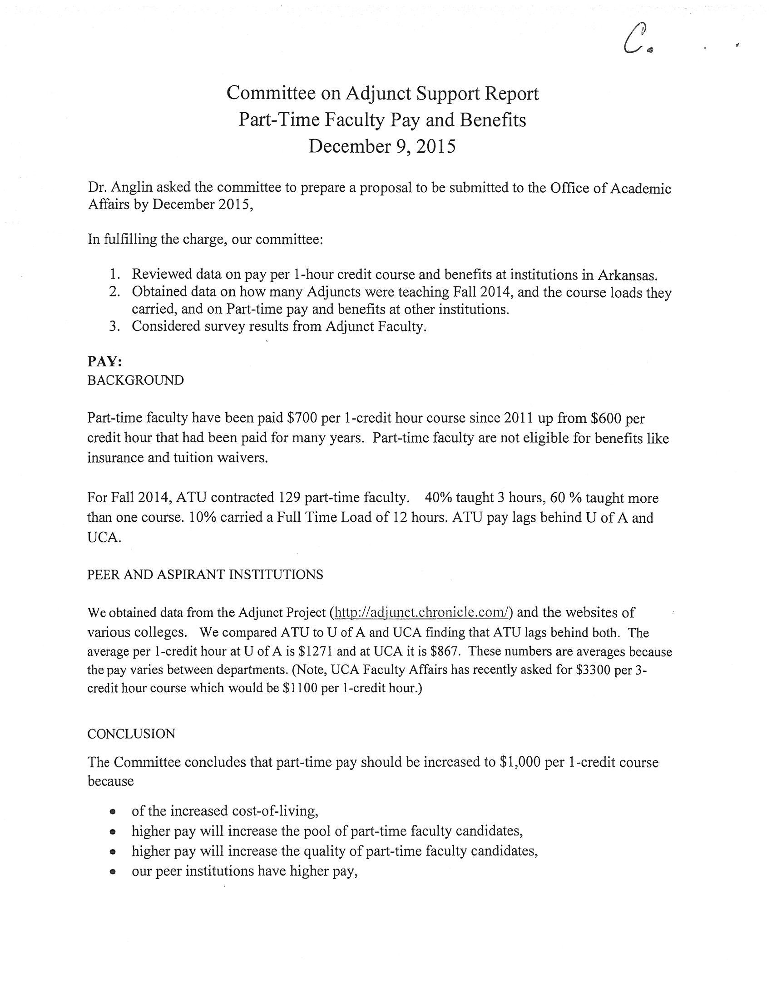 C.
Committee on Adjunct Support Report
Part-Time Faculty Pay and Benefits
December 9, 2015
Dr. Anglin asked the committee to prepare a proposal to be submitted to the Office of Academic
Affairs by December 2015,
In fulfilling the charge, our committee:
1. Reviewed data on pay per 1-hour credit course and benefits at institutions in Arkansas.
2. Obtained data on how many Adjuncts were teaching Fall 2014, and the course loads they
carried, and on Part-time pay and benefits at other institutions.
3. Considered survey results from Adjunct Faculty.
PAY:
BACKGROUND
Part-time faculty have been paid $700 per 1-credit hour course since 2011 up from $600 per
credit hour that had been paid for many years. Part-time faculty are not eligible for benefits like
insurance and tuition waivers.
For Fall 2014, ATU contracted 129 part-time faculty. 40% taught 3 hours, 60 % taught more
than one course. 10% carried a Full Time Load of 12 hours. ATU pay lags behind U of A and
UCA.
PEER AND ASPIRANT INSTITUTIONS
We obtained data from the Adjunct Project (http://adjunct.chronicle.com/) and the websites of
various colleges. We compared ATU to U of A and UCA finding that ATU lags behind both. The
average per 1-credit hour at U of A is $1271 and at UCA it is $867. These numbers are averages because
the pay varies between departments. (Note, UCA Faculty Affairs has recently asked for $3300 per 3-
credit hour course which would be $1100 per 1-credit hour.)
CONCLUSION
The Committee concludes that part-time pay should be increased to $1,000 per 1-credit course
because
• of the increased cost-of-living,
• higher pay will increase the pool of part-time faculty candidates,
• higher pay will increase the quality of part-time faculty candidates,
• our peer institutions have higher pay,